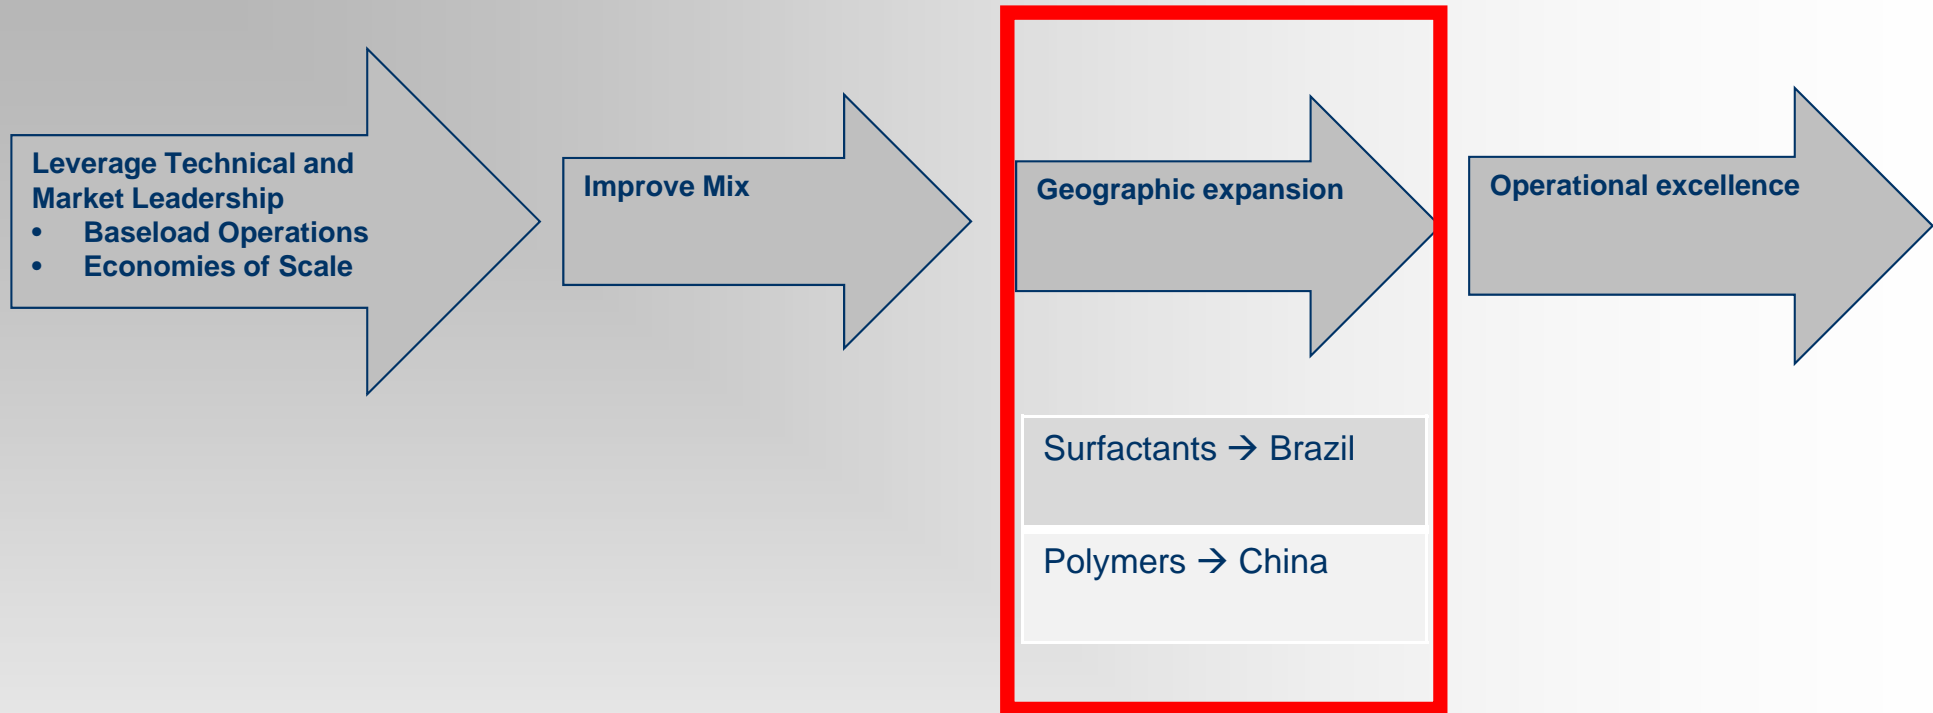 Leverage Technical and
Market Leadership
• Baseload Operations
• Economies of Scale
Improve Mix
Geographic expansion
Operational excellence
Surfactants → Brazil
Polymers → China